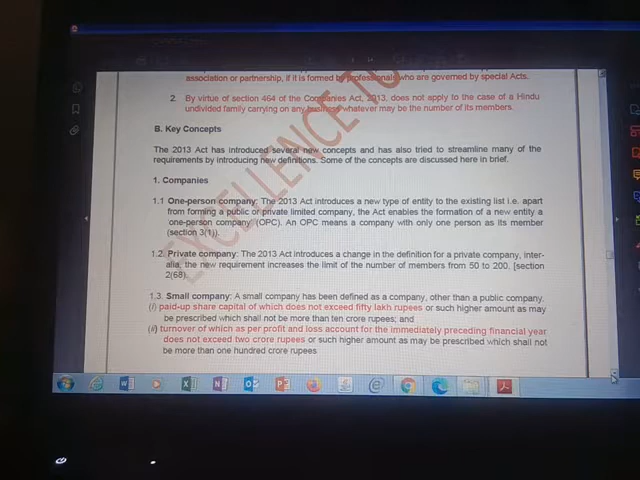 association or partnership, if it is formed by professionals who are governed by special Acts.
2. By virtue of section 464 of the Companies Act, 2013, does not apply to the case of a Hindu
undivided family carrying on any business whatever may be the number of its members.
B. Key Concepts
The 2013 Act has introduced several new concepts and has also tried to streamline many of the
requirements by introducing new definitions. Some of the concepts are discussed here in brief.
1. Companies
1.1 One-person company: The 2013 Act introduces a new type of entity to the existing list i.e. apart
from forming a public or private limited company, the Act enables the formation of a new entity a
one-person company (OPC). An OPC means a company with only one person as its member
(section 3(1)).
1.2. Private company: The 2013 Act introduces a change in the definition for a private company, inter-
alia, the new requirement increases the limit of the number of members from 50 to 200. [section
2(68).
1.3. Small company: A small company has been defined as a company, other than a public company.
(i) paid-up share capital of which does not exceed fifty lakh rupees or such higher amount as may
be prescribed which shall not be more than ten crore rupees; and
(ii) turnover of which as per profit and loss account for the immediately preceding financial year
does not exceed two crore rupees or such higher amount as may be prescribed which shall not
be more than one hundred crore rupees
EXCELLENCE TO